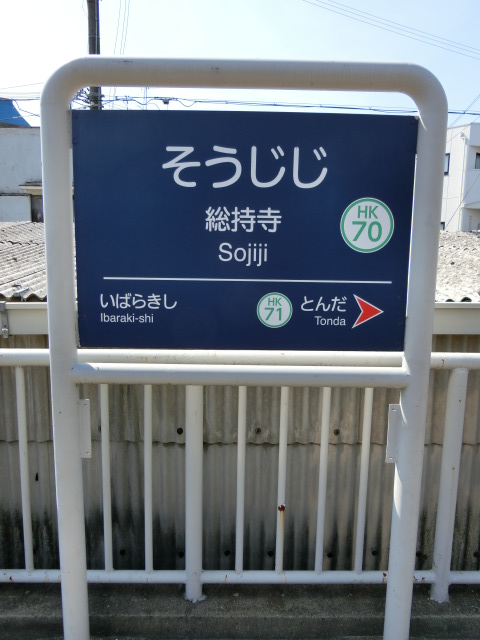 そうじじ
総持寺
Sojiji
HK
70
いばらきし
Ibaraki-shi
HK
71
とんだ
Tonda